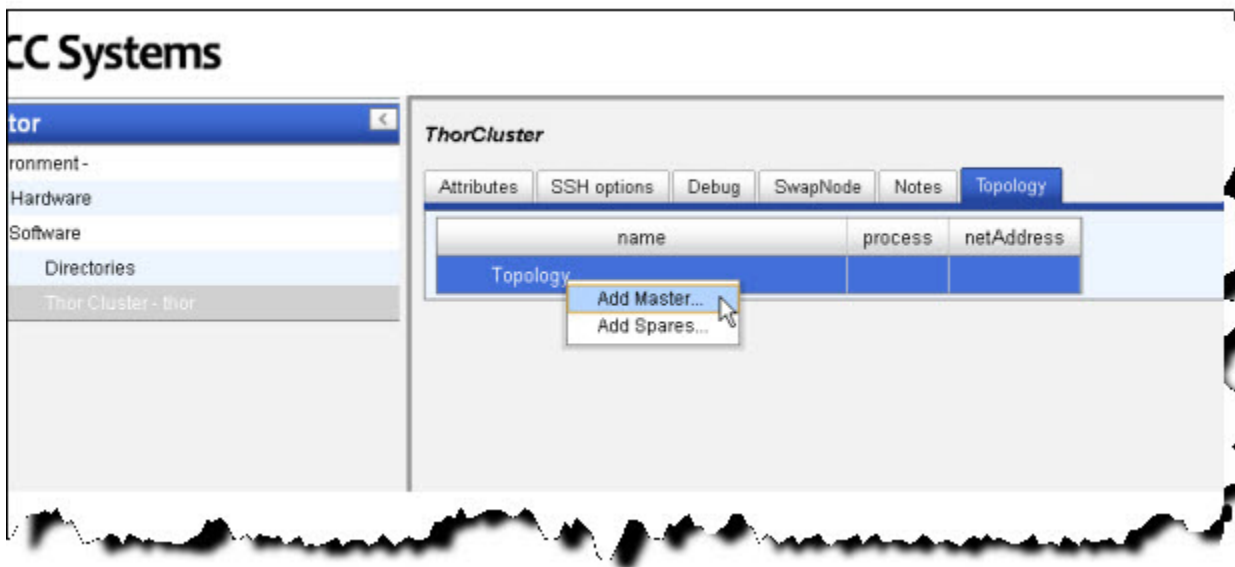 CC Systems
tor
ronment -
Hardware
Software
Directories
Thor Cluster - thor
ThorCluster
Attributes SSH options Debug SwapNode Notes Topology
name process netAddress
Topology
Add Master...
Add Spares...